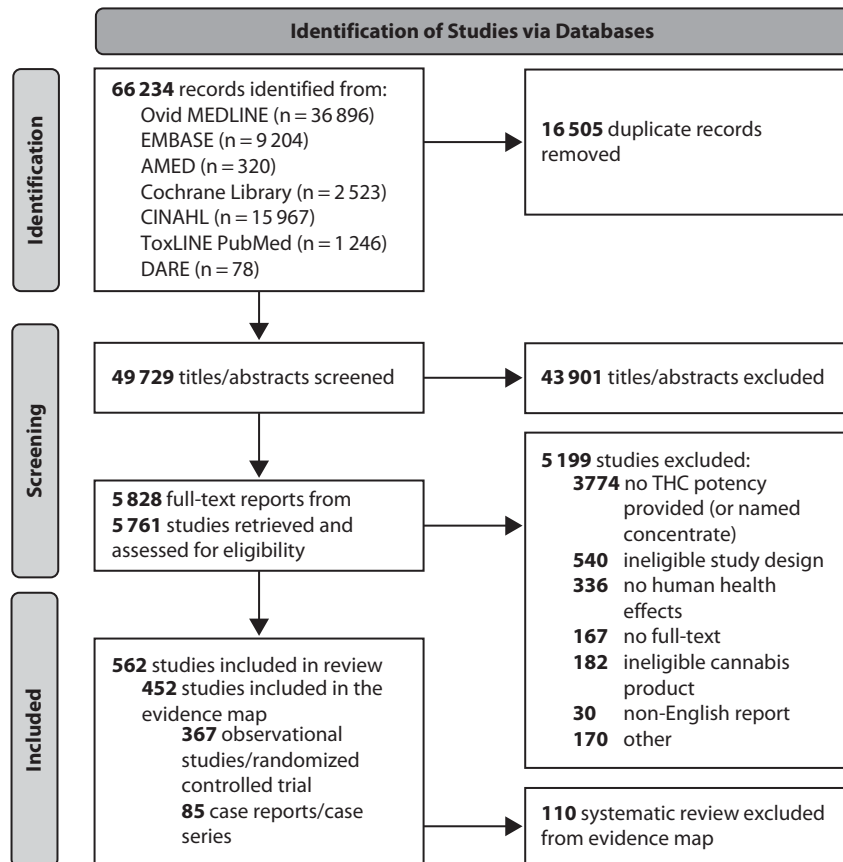 Identification of Studies via Databases
Identification
66 234 records identified from:
Ovid MEDLINE (n = 36 896)
EMBASE (n = 9 204)
AMED (n = 320)
Cochrane Library (n = 2 523)
CINAHL (n = 15 967)
ToxLINE PubMed (n = 1 246)
DARE (n = 78)
16 505 duplicate records
removed
Screening
49 729 titles/abstracts screened
43 901 titles/abstracts excluded
5 828 full-text reports from
5 761 studies retrieved and
assessed for eligibility
5 199 studies excluded:
3774 no THC potency
provided (or named
concentrate)
540 ineligible study design
336 no human health
effects
167 no full-text
182 ineligible cannabis
product
30 non-English report
170 other
Included
562 studies included in review
452 studies included in the
evidence map
367 observational
studies/randomized
controlled trial
85 case reports/case
series
110 systematic review excluded
from evidence map